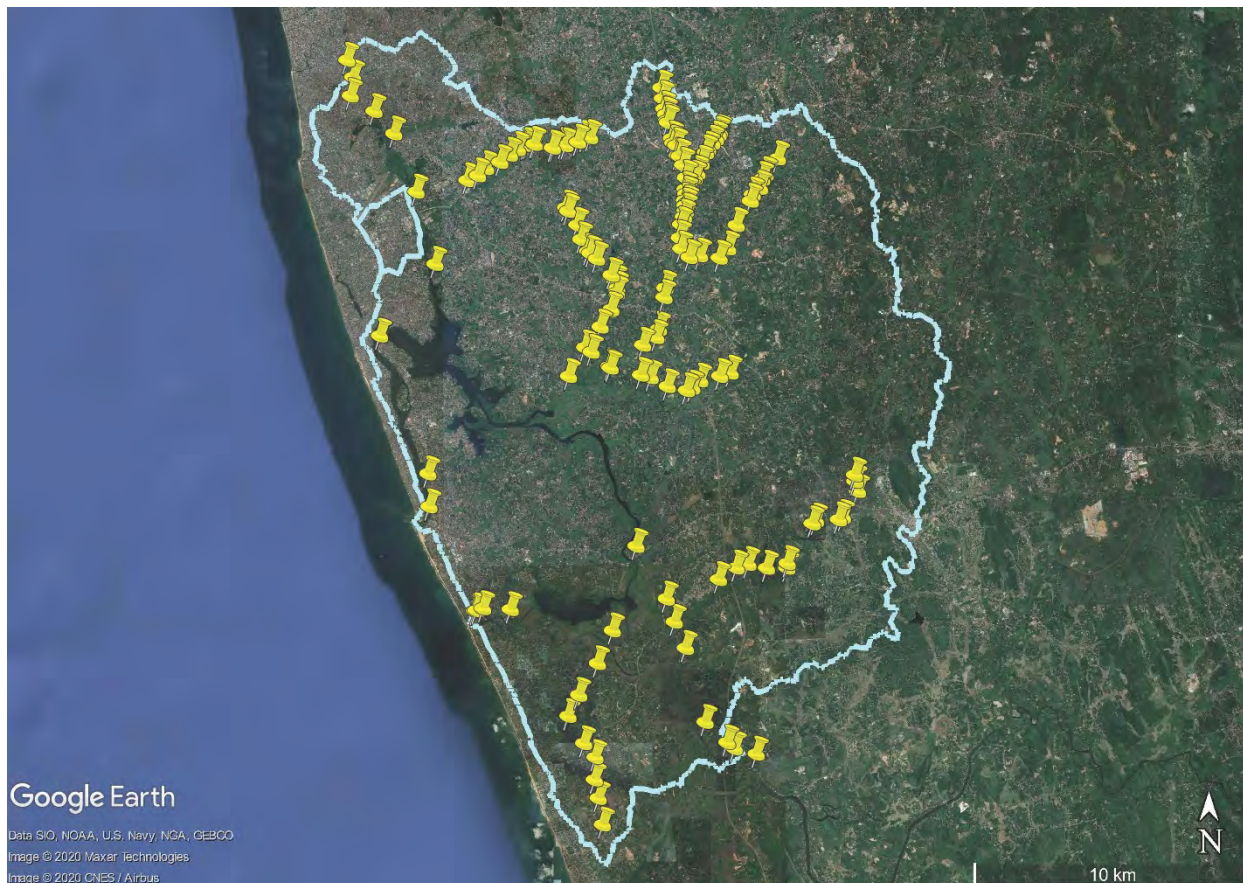 Google Earth
Data SIO, NOAA, U.S. Navy, NGA, GEBCO
Image © 2020 Maxar Technologies
Image © 2020 CNES / Airbus
N
10 km